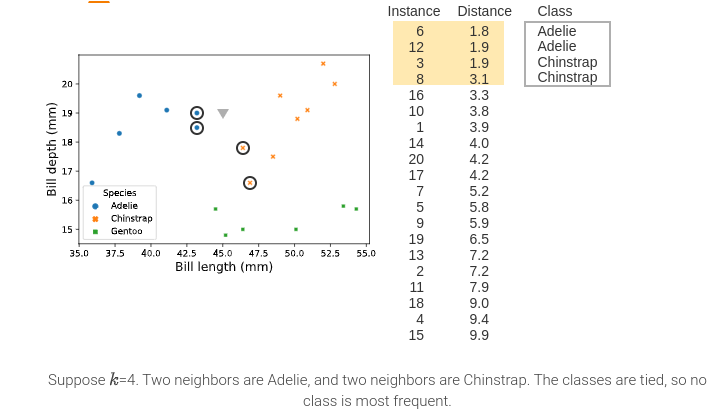 Instance Distance Class
6 1.8 Adelie
12 1.9 Adelie
3 1.9 Chinstrap
8 3.1 Chinstrap
16 3.3
10 3.8
1 3.9
14 4.0
20 4.2
17 4.2
7 5.2
5 5.8
9 5.9
19 6.5
13 7.2
2 7.2
11 7.9
18 9.0
4 9.4
15 9.9
Bill depth (mm)
20
19
18
17
16
15
Species
Adelie
Chinstrap
Gentoo
35.0 37.5 40.0 42.5 45.0 47.5 50.0 52.5 55.0
Bill length (mm)
Suppose k=4. Two neighbors are Adelie, and two neighbors are Chinstrap. The classes are tied, so no
class is most frequent.